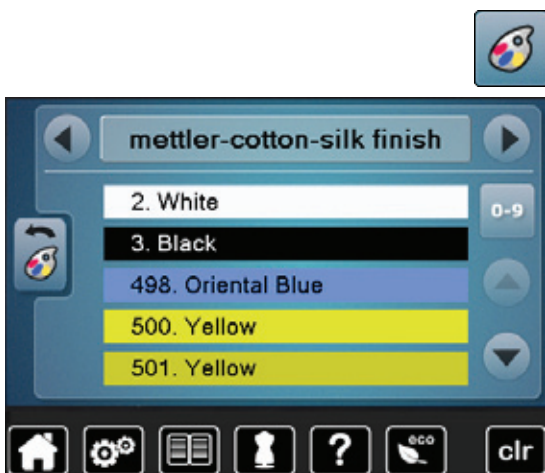 mettler-cotton-silk finish
2. White
0-9
3. Black
498. Oriental Blue
500. Yellow
501. Yellow
?
eco
clr